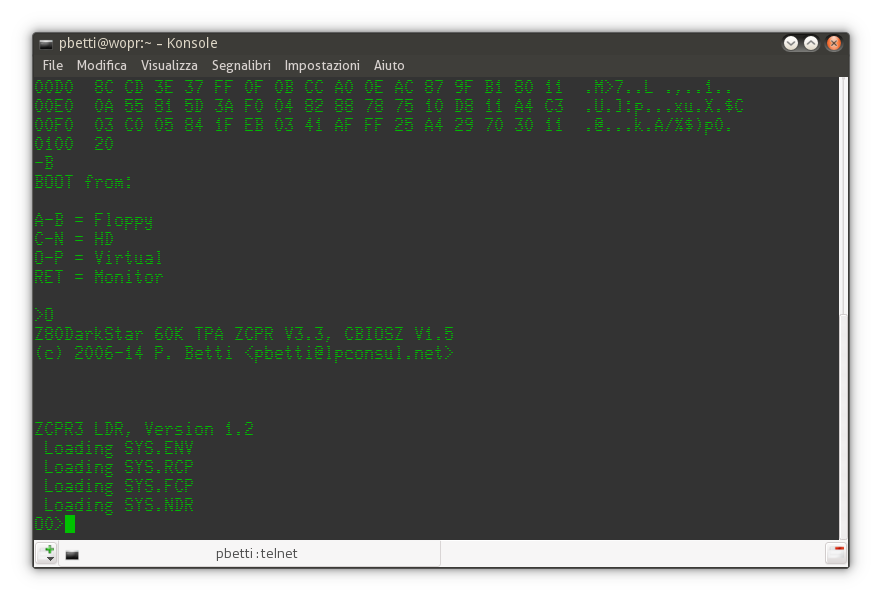 pbetti@wopr:~ – Konsole
File Modifica Visualizza Segnalibri Impostazioni Aiuto
00D0  8C CD 3E 37 FF 0F 0B CC A0 0E AC 87 9F B1 80 11  .M>7..L .,..1..
00E0  0A 55 81 5D 3A F0 04 82 88 78 75 10 D8 11 A4 C3  .U.]:p...xu.X.$C
00F0  03 C0 05 84 1F EB 03 41 AF FF 25 A4 29 70 30 11  .@...k.A/%$)p0.
0100  20
-B
BOOT from:
A-B = Floppy
C-N = HD
O-P = Virtual
RET = Monitor
>O
Z80DarkStar 60K TPA ZCPR V3.3, CBIOSZ V1.5
(c) 2006-14 P. Betti <pbetti@lpconsul.net>
ZCPR3 LDR, Version 1.2
Loading SYS.ENV
Loading SYS.RCP
Loading SYS.FCP
Loading SYS.NDR
O0>
pbetti : telnet